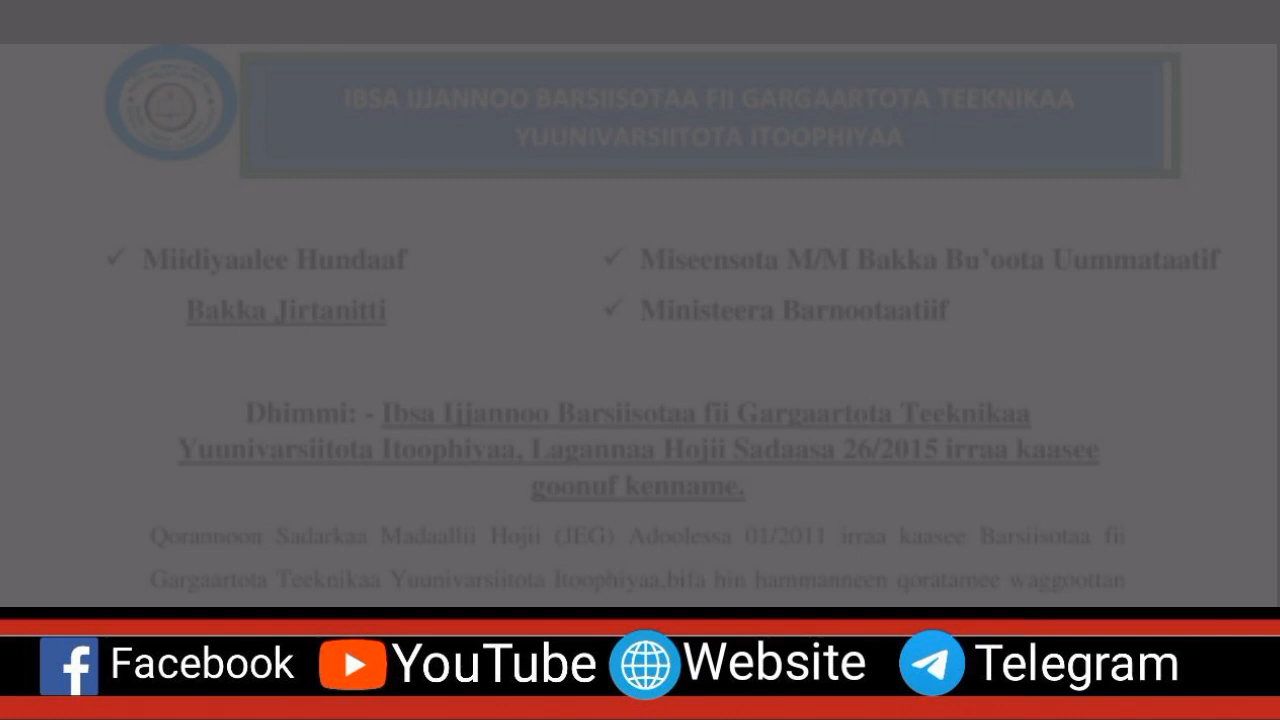 IBSA IJJANNOO BARSIISOTAA FII GARGAARTOTA TEEKNIKAA
YUUNIVARSIITOTA ITOOPHIYAA
✓ Miidiyaalee Hundaaf
Bakka Jirtanitti
✓ Miseensota M/M Bakka Bu’oota Uummataatif
✓ Ministeera Barnootaatiif
Dhimmi: - Ibsa Ijjannoo Barsiisotaa fii Gargaartota Teeknikaa
Yuunivarsiitota Itoophiyaa, Lagannaa Hojii Sadaasa 26/2015 irraa kaasee
goonuf kenname.
Qorannoon Sadarkaa Madaallii Hojii (JEG) Adoolessa 01/2011 irraa kaasee Barsiisotaa fii
Gargaartota Teeknikaa Yuunivarsiitota Itoophiyaa,bifa hin hammanneen qoratamee waggoottan
Facebook YouTube Website Telegram